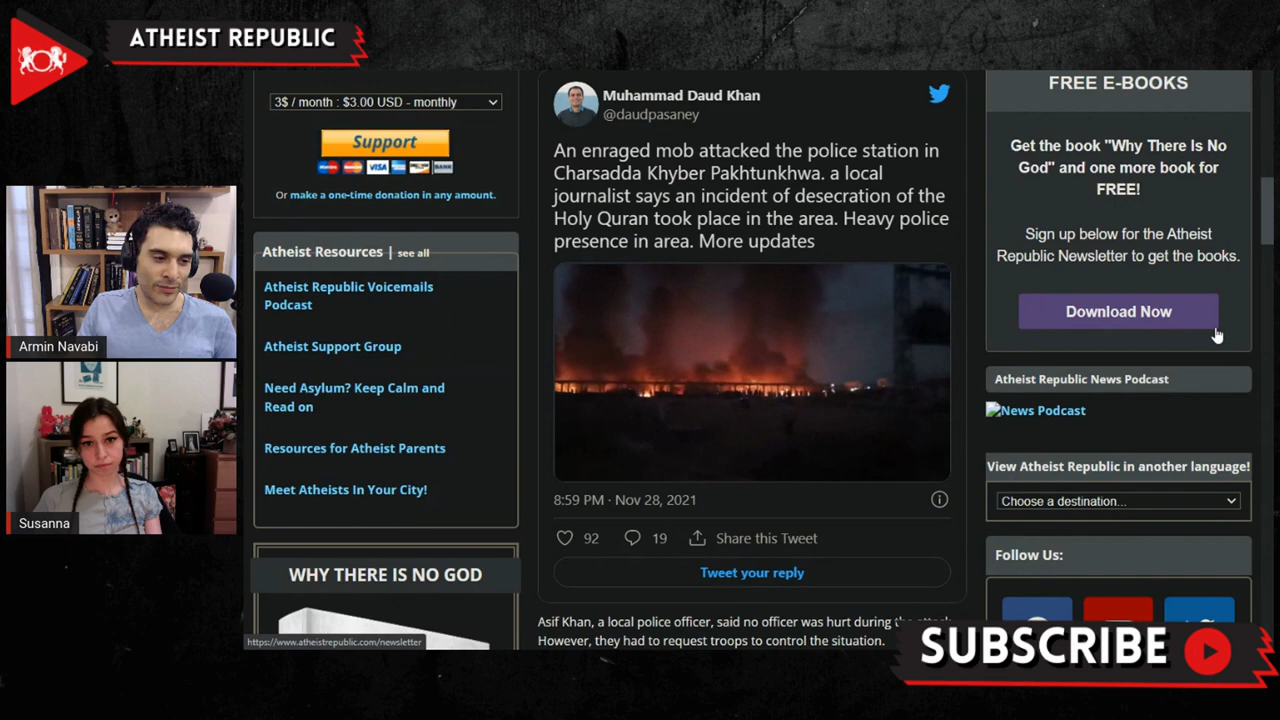 ATHEIST REPUBLIC
Armin Navabi
Susanna
3$ / month : $3.00 USD - monthly
Support
VISA
BANK
Or make a one-time donation in any amount.
Atheist Resources | see all
Atheist Republic Voicemails
Podcast
Atheist Support Group
Need Asylum? Keep Calm and
Read on
Resources for Atheist Parents
Meet Atheists In Your City!
WHY THERE IS NO GOD
https://www.atheistrepublic.com/newsletter
Muhammad Daud Khan
@daudpasaney
An enraged mob attacked the police station in
Charsadda Khyber Pakhtunkhwa. a local
journalist says an incident of desecration of the
Holy Quran took place in the area. Heavy police
presence in area. More updates
8:59 PM · Nov 28, 2021
92
19
Share this Tweet
Tweet your reply
Asif Khan, a local police officer, said no officer was hurt during
However, they had to request troops to control the situation.
FREE E-BOOKS
Get the book "Why There Is No
God" and one more book for
FREE!
Sign up below for the Atheist
Republic Newsletter to get the books.
Download Now
Atheist Republic News Podcast
News Podcast
View Atheist Republic in another language!
Choose a destination...
Follow Us:
SUBSCRIBE